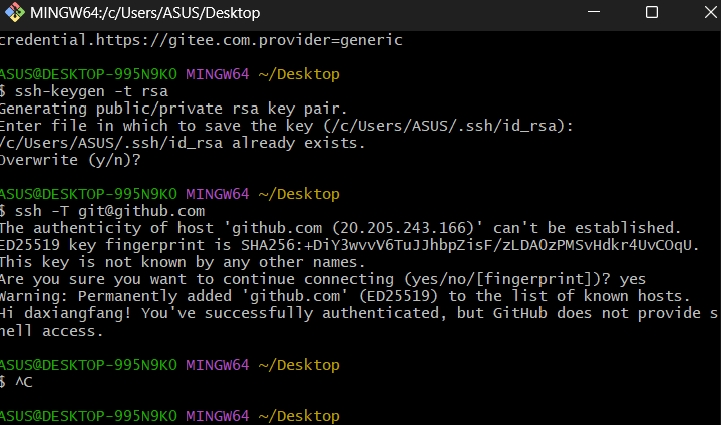 MINGW64:/c/Users/ASUS/Desktop
credential.https://gitee.com.provider=generic
ASUS@DESKTOP-995N9KO MINGW64 ~/Desktop
$ ssh-keygen -t rsa
Generating public/private rsa key pair.
Enter file in which to save the key (/c/Users/ASUS/.ssh/id_rsa):
/c/Users/ASUS/.ssh/id_rsa already exists.
Overwrite (y/n)?
ASUS@DESKTOP-995N9KO MINGW64 ~/Desktop
$ ssh -T git@github.com
The authenticity of host 'github.com (20.205.243.166)' can't be established.
ED25519 key fingerprint is SHA256:+DiY3wvvV6TuJJhbpZisF/zLDA0zPMSvHdkr4UvCOqU.
This key is not known by any other names.
Are you sure you want to continue connecting (yes/no/[fingerprint])? yes
Warning: Permanently added 'github.com' (ED25519) to the list of known hosts.
Hi daxiangfang! You've successfully authenticated, but GitHub does not provide s
hell access.
ASUS@DESKTOP-995N9KO MINGW64 ~/Desktop
$ ^C
ASUS@DESKTOP-995N9KO MINGW64 ~/Desktop